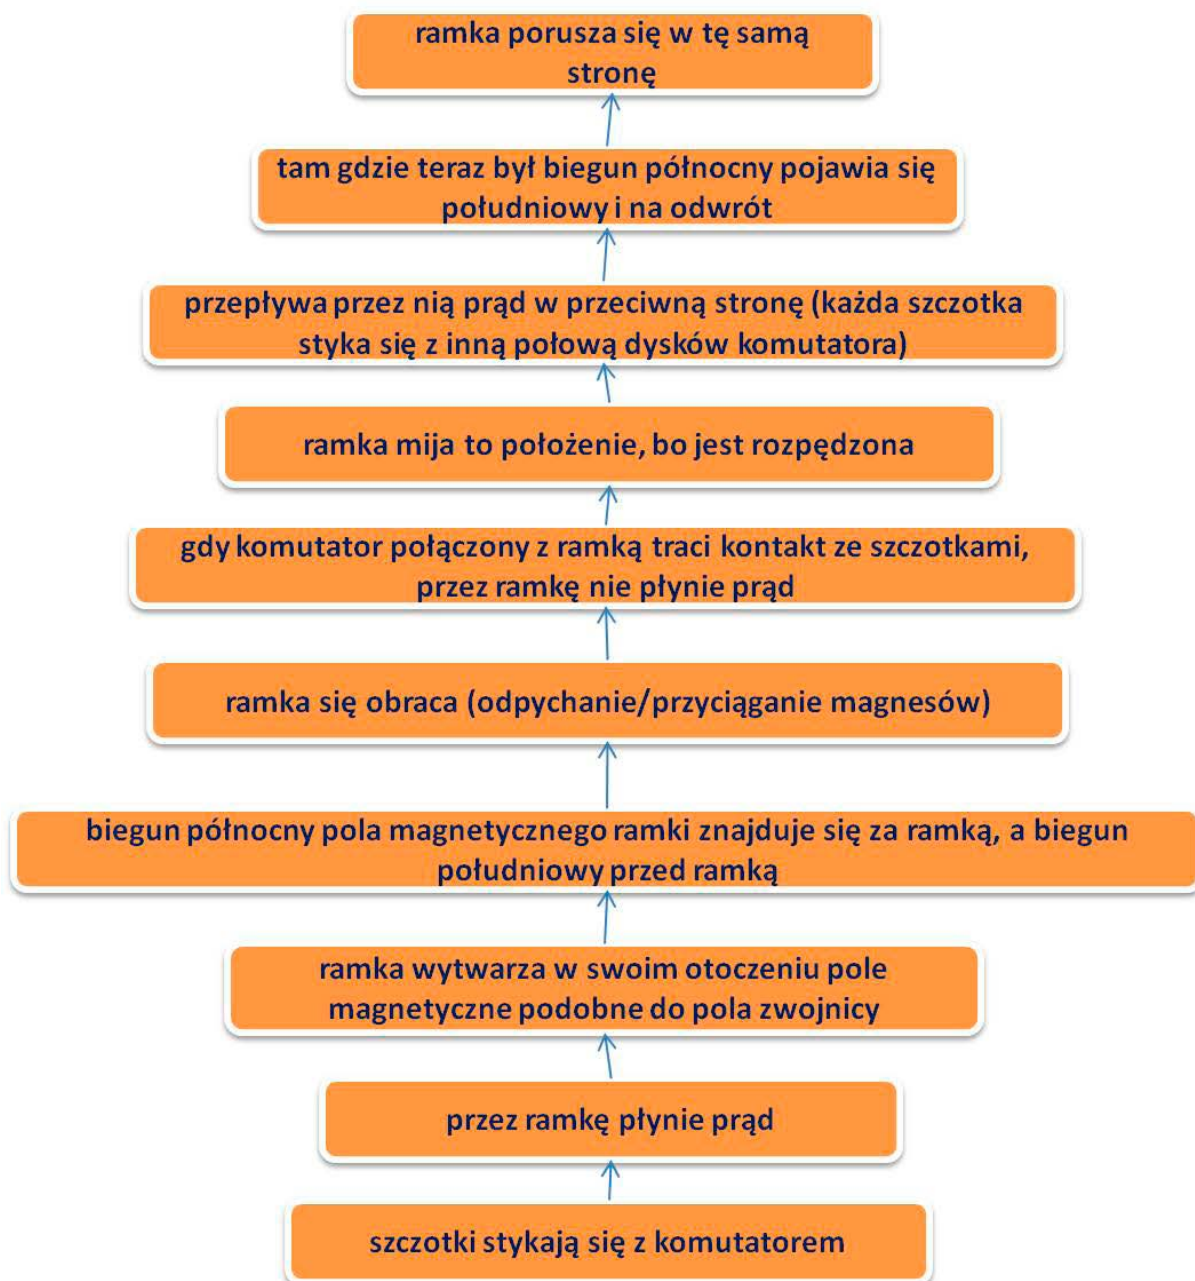 ramka porusza się w tę samą
stronę
tam gdzie teraz był biegun północny pojawia się
południowy i na odwrót
przepływa przez nią prąd w przeciwną stronę (każda szczotka
styka się z inną połową dysków komutatora)
ramka mija to położenie, bo jest rozpędzona
gdy komutator połączony z ramką traci kontakt ze szczotkami,
przez ramkę nie płynie prąd
ramka się obraca (odpychanie/przyciąganie magnesów)
biegun północny pola magnetycznego ramki znajduje się za ramką, a biegun
południowy przed ramką
ramka wytwarza w swoim otoczeniu pole
magnetyczne podobne do pola zwojnicy
przez ramkę płynie prąd
szczotki stykają się z komutatorem